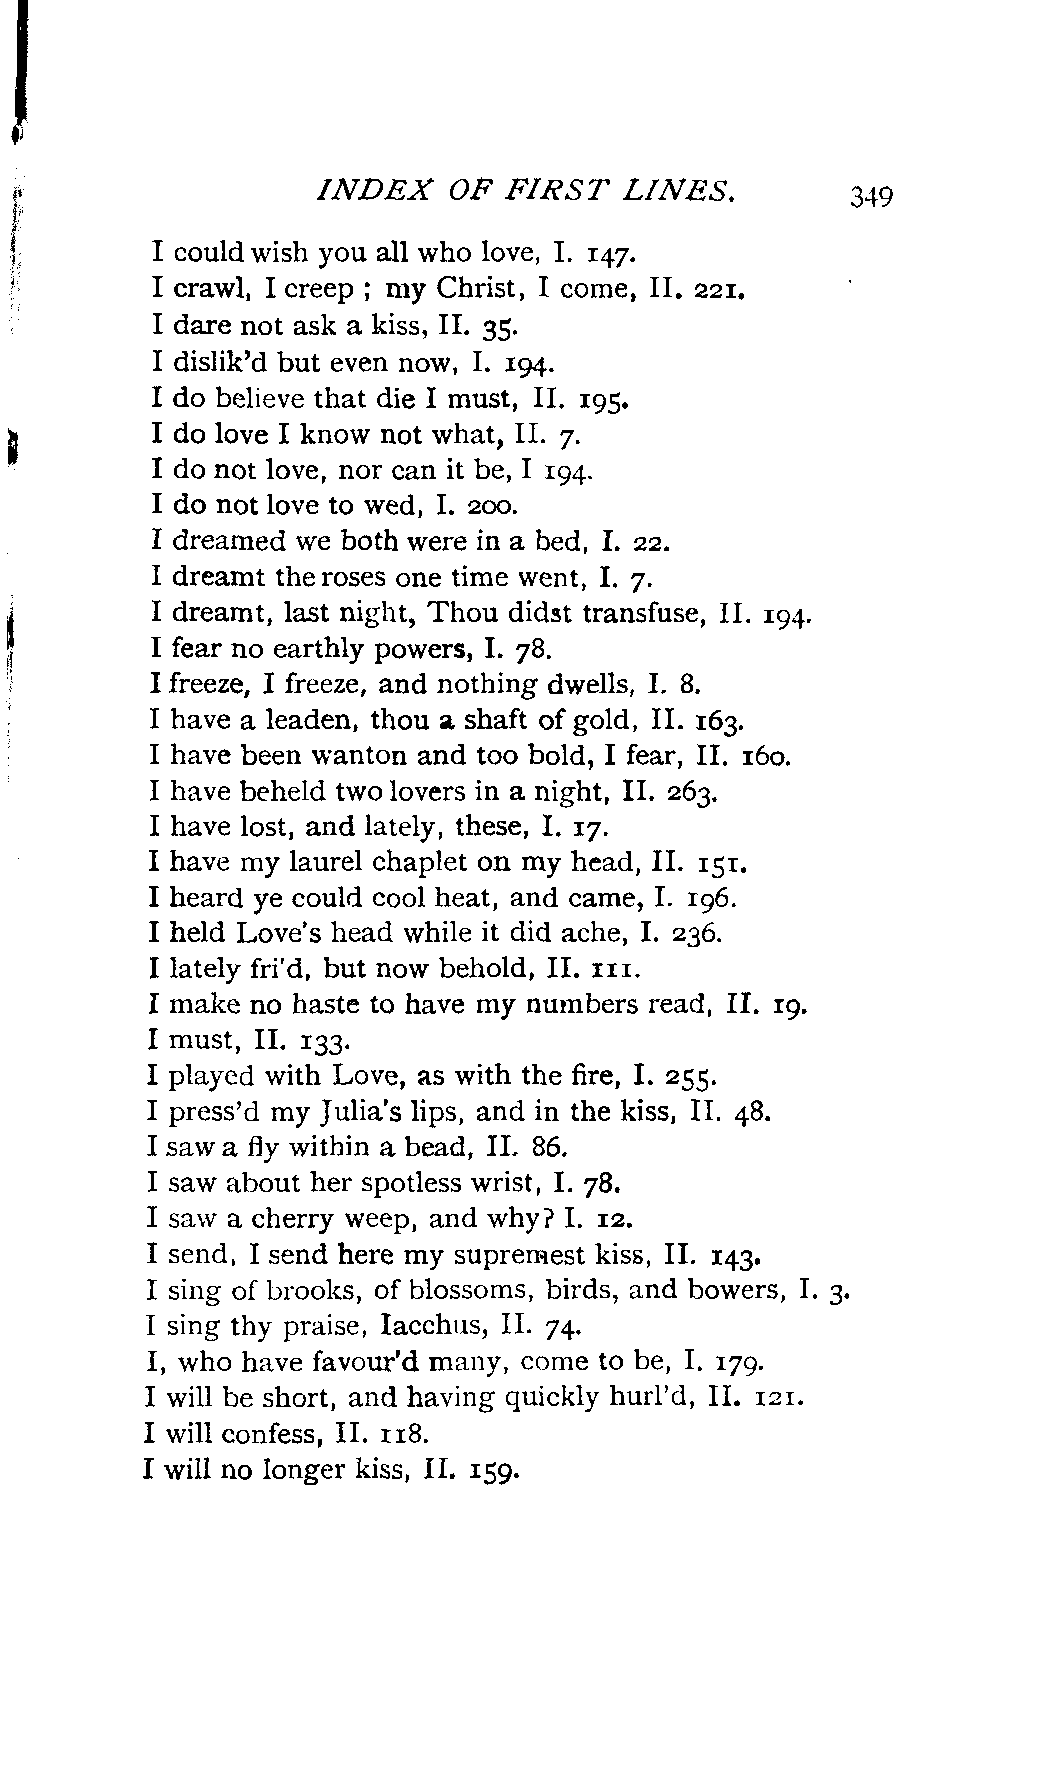 INDEX OF FIRST LINES. 349
I could wish you all who love, I. 147.
I crawl, I creep ; my Christ, I come, II. 221.
I dare not ask a kiss, II. 35.
I dislik'd but even now, I. 194.
I do believe that die I must, II. 195.
I do love I know not what, II. 7.
I do not love, nor can it be, I 194.
I do not love to wed, I. 200.
I dreamed we both were in a bed, I. 22.
I dreamt the roses one time went, I. 7.
I dreamt, last night, Thou didst transfuse, II. 194.
I fear no earthly powers, I. 78.
I freeze, I freeze, and nothing dwells, I. 8.
I have a leaden, thou a shaft of gold, II. 163.
I have been wanton and too bold, I fear, II. 160.
I have beheld two lovers in a night, II. 263.
I have lost, and lately, these, I. 17.
I have my laurel chaplet on my head, II. 151.
I heard ye could cool heat, and came, I. 196.
I held Love's head while it did ache, I. 236.
I lately fri'd, but now behold, II. 111.
I make no haste to have my numbers read, II. 19.
I must, II. 133.
I played with Love, as with the fire, I. 255.
I press'd my Julia's lips, and in the kiss, II. 48.
I saw a fly within a bead, II. 86.
I saw about her spotless wrist, I. 78.
I saw a cherry weep, and why? I. 12.
I send, I send here my supremest kiss, II. 143.
I sing of brooks, of blossoms, birds, and bowers, I. 3.
I sing thy praise, Iacchus, II. 74.
I, who have favour'd many, come to be, I. 179.
I will be short, and having quickly hurl'd, II. 121.
I will confess, II. 118.
I will no longer kiss, II. 159.